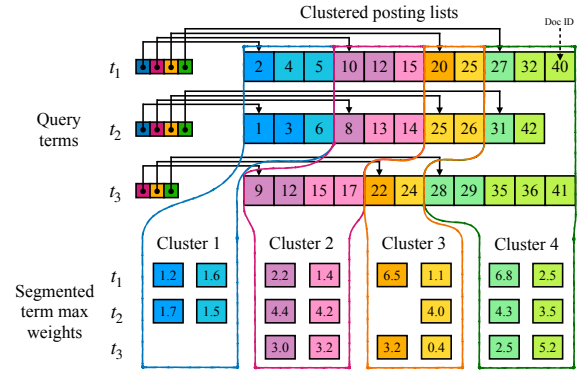 Clustered posting lists
Doc ID
t1 2 4 5 10 12 15 20 25 27 32 40
Query terms
t2 1 3 6 8 13 14 25 26 31 42
t3 9 12 15 17 22 24 28 29 35 36 41
Cluster 1 Cluster 2 Cluster 3 Cluster 4
Segmented term max weights
t1 1.2 1.6 2.2 1.4 6.5 1.1 6.8 2.5
t2 1.7 1.5 4.4 4.2 4.0 4.3 3.5
t3 3.0 3.2 3.2 0.4 2.5 5.2